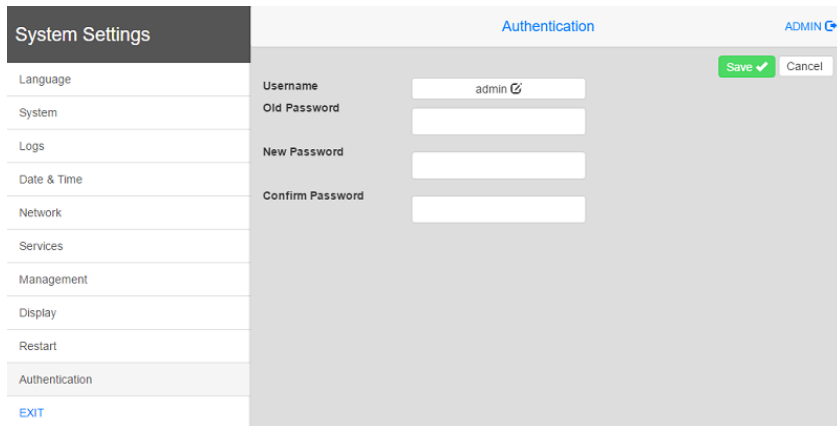 System Settings
Authentication
ADMIN
Save
Cancel
Language
System
Logs
Date & Time
Network
Services
Management
Display
Restart
Authentication
EXIT
Username
admin
Old Password
New Password
Confirm Password